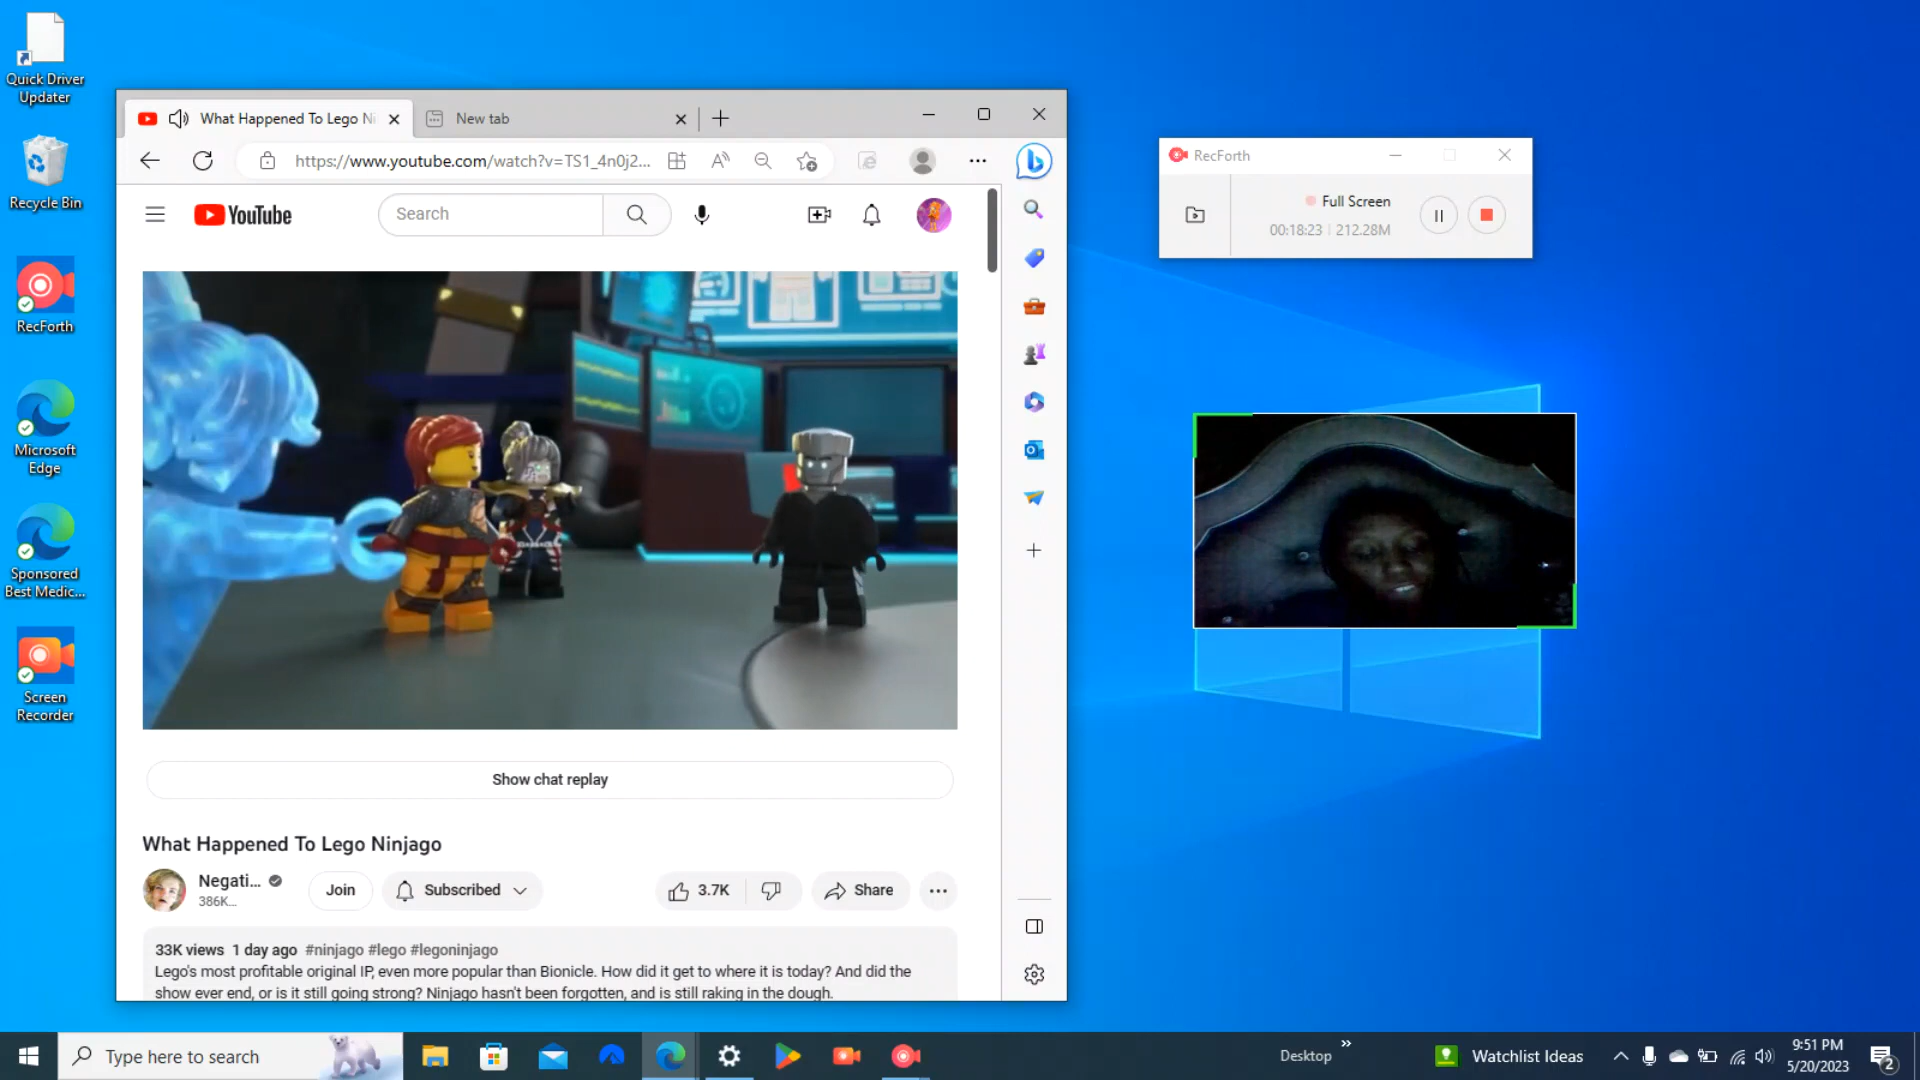 Quick Driver
Updater
Recycle Bin
RecForth
Microsoft
Edge
Sponsored
Best Medic...
Screen
Recorder
What Happened To Lego Ni
New tab
https://www.youtube.com/watch?v=TS1_4n0j2...
YouTube
Search
Show chat replay
What Happened To Lego Ninjago
Negati...
386K...
Join
Subscribed
3.7K
Share
33K views 1 day ago #ninjago #lego #legoninjago
Lego's most profitable original IP, even more popular than Bionicle. How did it get to where it is today? And did the
show ever end, or is it still going strong? Ninjago hasn't been forgotten, and is still raking in the dough.
RecForth
Full Screen
00:18:23 | 212.28M
Type here to search
Desktop
Watchlist Ideas
9:51 PM
5/20/2023
2